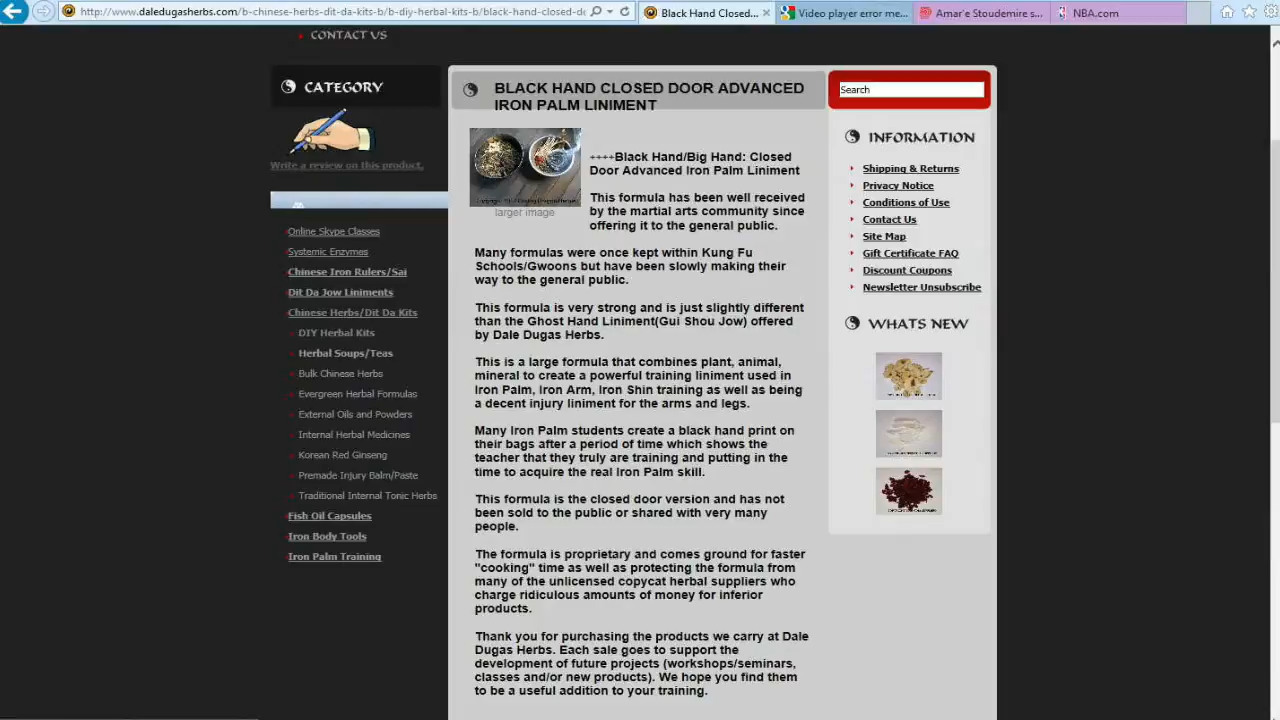 http://www.daledugasherbs.com/b-chinese-herbs-dit-da-kits-b/b-diy-herbal-kits-b/black-hand-closed-do
Black Hand Closed...
Video player error me...
Amar'e Stoudemire s...
NBA.com
CONTACT US
CATEGORY
Write a review on this product.
Online Skype Classes
Systemic Enzymes
Chinese Iron Rulers/Sai
Dit Da Jow Liniments
Chinese Herbs/Dit Da Kits
DIY Herbal Kits
Herbal Soups/Teas
Bulk Chinese Herbs
Evergreen Herbal Formulas
External Oils and Powders
Internal Herbal Medicines
Korean Red Ginseng
Premade Injury Balm/Paste
Traditional Internal Tonic Herbs
Fish Oil Capsules
Iron Body Tools
Iron Palm Training
BLACK HAND CLOSED DOOR ADVANCED
IRON PALM LINIMENT
larger image
++++Black Hand/Big Hand: Closed
Door Advanced Iron Palm Liniment
This formula has been well received
by the martial arts community since
offering it to the general public.
Many formulas were once kept within Kung Fu
Schools/Gwoons but have been slowly making their
way to the general public.
This formula is very strong and is just slightly different
than the Ghost Hand Liniment(Gui Shou Jow) offered
by Dale Dugas Herbs.
This is a large formula that combines plant, animal,
mineral to create a powerful training liniment used in
Iron Palm, Iron Arm, Iron Shin training as well as being
a decent injury liniment for the arms and legs.
Many Iron Palm students create a black hand print on
their bags after a period of time which shows the
teacher that they truly are training and putting in the
time to acquire the real Iron Palm skill.
This formula is the closed door version and has not
been sold to the public or shared with very many
people.
The formula is proprietary and comes ground for faster
"cooking" time as well as protecting the formula from
many of the unlicensed copycat herbal suppliers who
charge ridiculous amounts of money for inferior
products.
Thank you for purchasing the products we carry at Dale
Dugas Herbs. Each sale goes to support the
development of future projects (workshops/seminars,
classes and/or new products). We hope you find them
to be a useful addition to your training.
Search
INFORMATION
Shipping & Returns
Privacy Notice
Conditions of Use
Contact Us
Site Map
Gift Certificate FAQ
Discount Coupons
Newsletter Unsubscribe
WHATS NEW